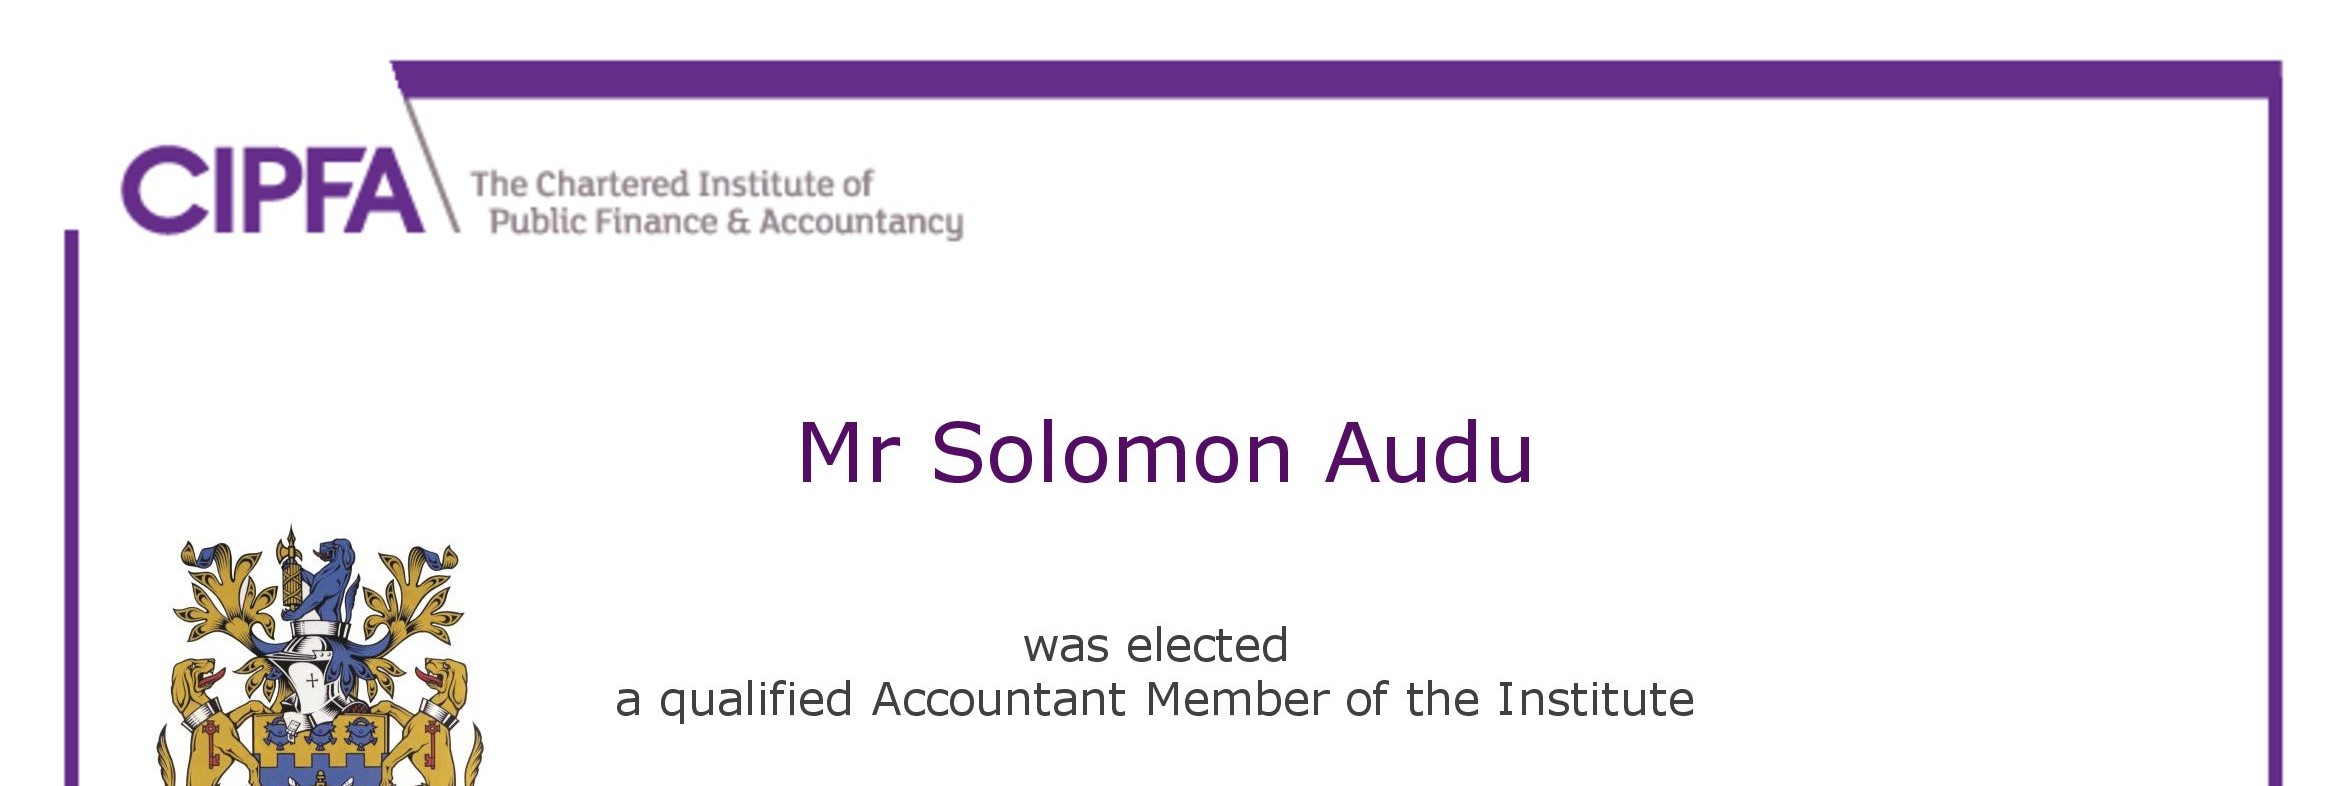 CIPFA
The Chartered Institute of
Public Finance & Accountancy
Mr Solomon Audu
was elected
a qualified Accountant Member of the Institute